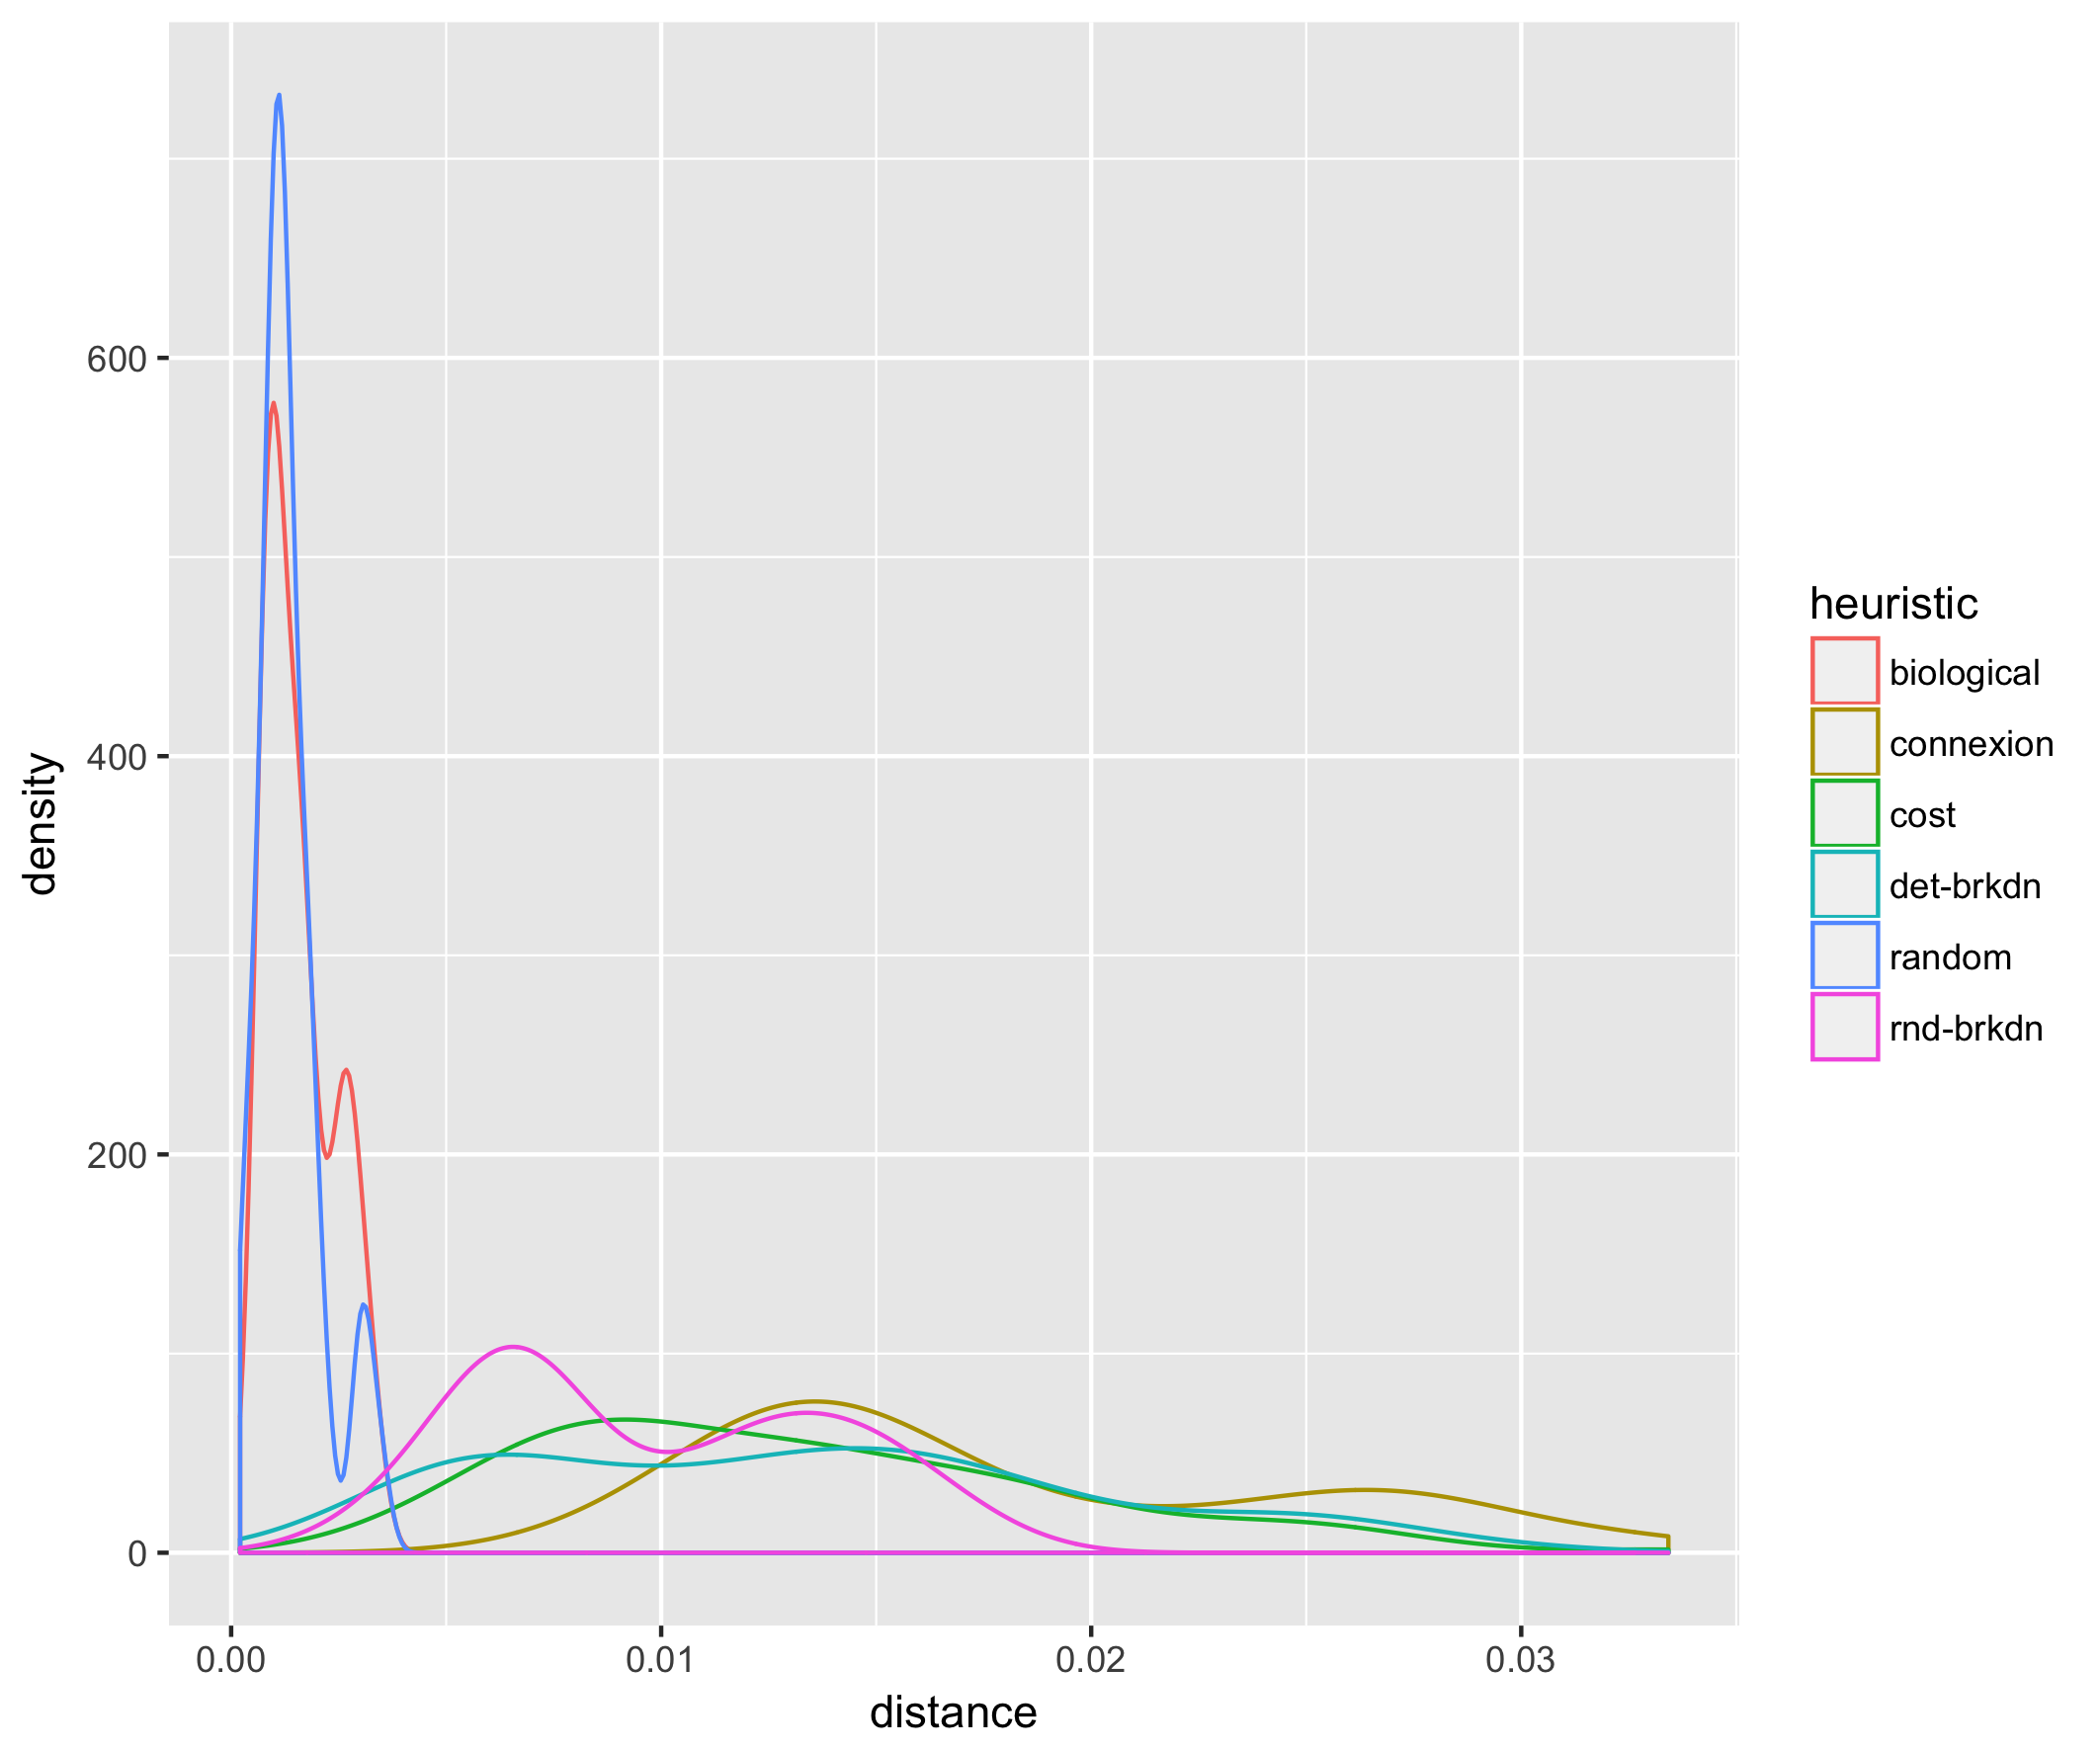 600
400
200
0
density
0.00
0.01
0.02
0.03
distance
heuristic
biological
connexion
cost
det-brkdn
random
rnd-brkdn